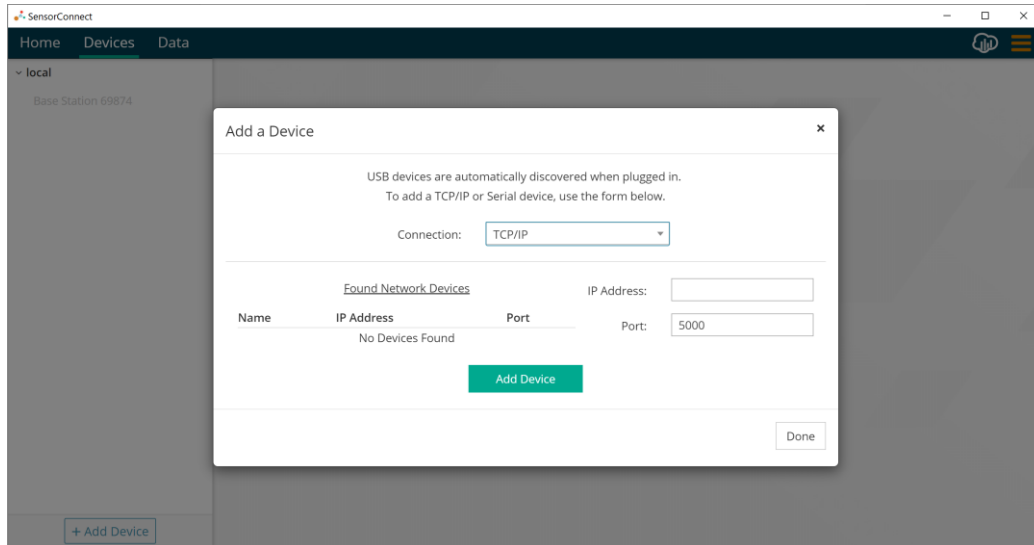 SensorConnect
Home Devices Data
local
Base Station 69874
Add a Device
USB devices are automatically discovered when plugged in.
To add a TCP/IP or Serial device, use the form below.
Connection: TCP/IP
Found Network Devices
Name IP Address Port
No Devices Found
IP Address:
Port: 5000
Add Device
Done
+ Add Device